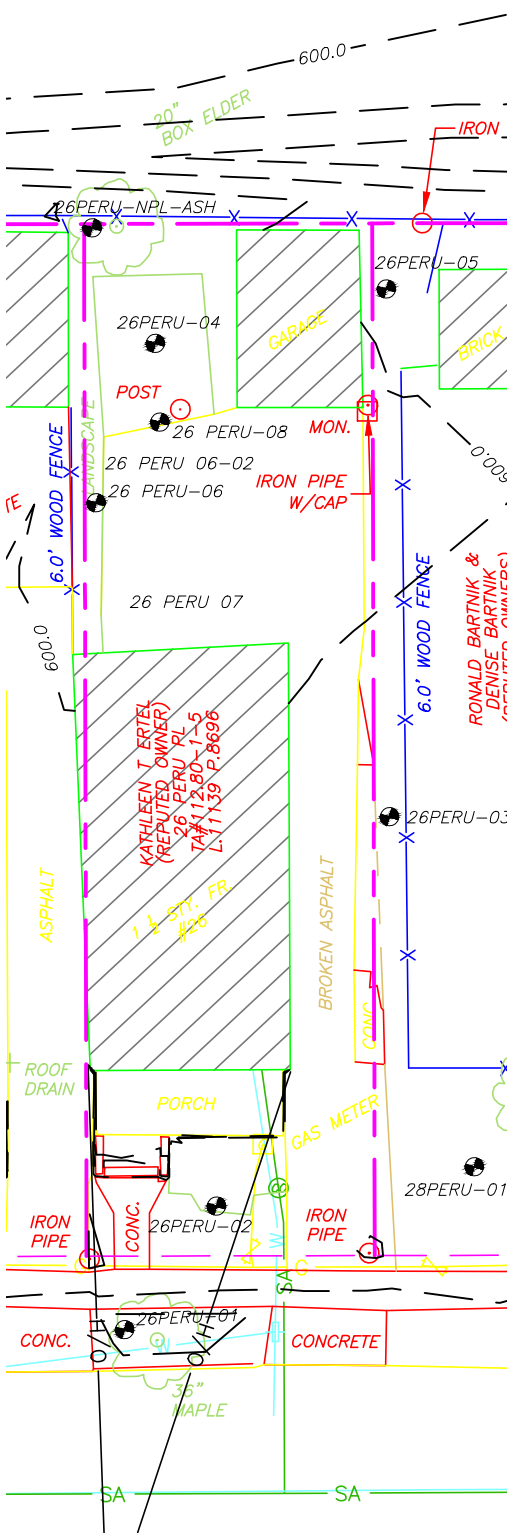 600.0
20"
BOX ELDER
IRON
26PERU-NPL-ASH
26PERU-05
26PERU-04
GARAGE
BRICK
POST
LANDSCAPE
26 PERU-08
MON.
6.0' WOOD FENCE
26 PERU 06-02
26 PERU-06
IRON PIPE
W/CAP
600.0
26 PERU 07
600.0
6.0' WOOD FENCE
RONALD BARTNIK &
DENISE BARTNIK
(REPUTED OWNERS)
KATHLEEN T ERTEL
(REPUTED OWNER)
26 PERU PL
TA#112.80-1-5
L.11139 P.8696
26PERU-03
ASPHALT
1 ½ STY. FR.
#26
BROKEN ASPHALT
CONC.
ROOF
DRAIN
PORCH
GAS METER
28PERU-01
26PERU-02
IRON
PIPE
CONC.
IRON
PIPE
W
S
G
SA
26PERU-01
O/H
O/H
W
CONC.
CONCRETE
36"
MAPLE
SA
SA